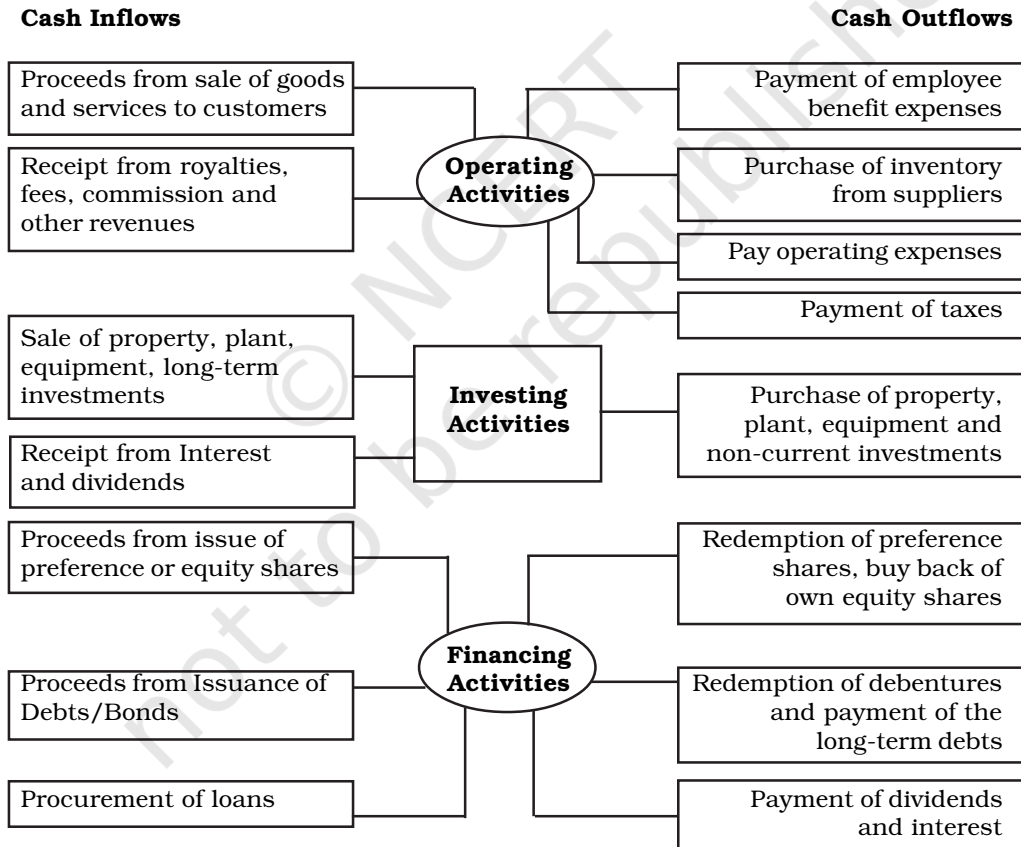 Cash Inflows
Cash Outflows
Proceeds from sale of goods
and services to customers
Receipt from royalties,
fees, commission and
other revenues
Operating
Activities
Payment of employee
benefit expenses
Purchase of inventory
from suppliers
Pay operating expenses
Payment of taxes
Sale of property, plant,
equipment, long-term
investments
Receipt from Interest
and dividends
Investing
Activities
Purchase of property,
plant, equipment and
non-current investments
Proceeds from issue of
preference or equity shares
Proceeds from Issuance of
Debts/Bonds
Procurement of loans
Financing
Activities
Redemption of preference
shares, buy back of
own equity shares
Redemption of debentures
and payment of the
long-term debts
Payment of dividends
and interest
© NCERT
not to be republishe